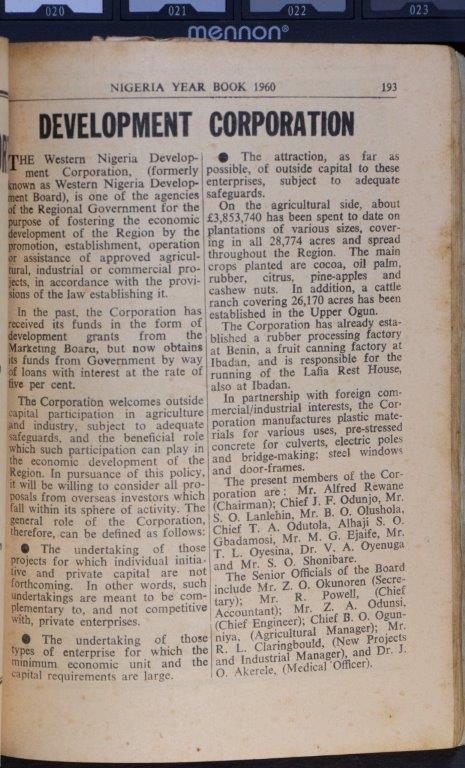 020
021
022
023
mennon®
NIGERIA YEAR BOOK 1960
193
DEVELOPMENT CORPORATION
THE Western Nigeria Develop-
ment Corporation, (formerly
known as Western Nigeria Develop-
ment Board), is one of the agencies
of the Regional Government for the
purpose of fostering the economic
development of the Region by the
promotion, establishment, operation
or assistance of approved agricul-
tural, industrial or commercial pro-
jects, in accordance with the provi-
sions of the law establishing it.
In the past, the Corporation has
received its funds in the form of
development grants from the
Marketing Board, but now obtains
its funds from Government by way
of loans with interest at the rate of
five per cent.
The Corporation welcomes outside
capital participation in agriculture
and industry, subject to adequate
safeguards, and the beneficial role
which such participation can play in
the economic development of the
Region. In pursuance of this policy,
it will be willing to consider all pro-
posals from overseas investors which
fall within its sphere of activity. The
general role of the Corporation,
therefore, can be defined as follows:
● The undertaking of those
projects for which individual initia-
tive and private capital are not
forthcoming. In other words, such
undertakings are meant to be com-
plementary to, and not competitive
with, private enterprises.
● The undertaking of those
types of enterprise for which the
minimum economic unit and the
capital requirements are large.
● The attraction, as far as
possible, of outside capital to these
enterprises, subject to adequate
safeguards.
On the agricultural side, about
£3,853,740 has been spent to date on
plantations of various sizes, cover-
ing in all 28,774 acres and spread
throughout the Region. The main
crops planted are cocoa, oil palm,
rubber, citrus, pine-apples and
cashew nuts. In addition, a cattle
ranch covering 26,170 acres has been
established in the Upper Ogun.
The Corporation has already esta-
blished a rubber processing factory
at Benin, a fruit canning factory at
Ibadan, and is responsible for the
running of the Lafia Rest House,
also at Ibadan.
In partnership with foreign com-
mercial/industrial interests, the Cor-
poration manufactures plastic mate-
rials for various uses, pre-stressed
concrete for culverts, electric poles
and bridge-making; steel windows
and door-frames.
The present members of the Cor-
poration are: Mr. Alfred Rewane
(Chairman); Chief J. F. Odunjo, Mr.
S. O. Lanlehin, Mr. B. O. Olushola,
Chief T. A. Odutola, Alhaji S. O.
Gbadamosi, Mr. M. G. Ejaife, Mr.
T. L. Oyesina, Dr. V. A. Oyenuga
and Mr. S. O. Shonibare.
The Senior Officials of the Board
include Mr. Z. O. Okunoren (Secre-
tary); Mr. R. Powell, (Chief
Accountant); Mr. Z. A. Odunsi,
(Chief Engineer); Chief B. O. Ogun-
niya, (Agricultural Manager); Mr.
R. L. Claringbould, (New Projects
and Industrial Manager), and Dr. J.
O. Akerele, (Medical Officer).